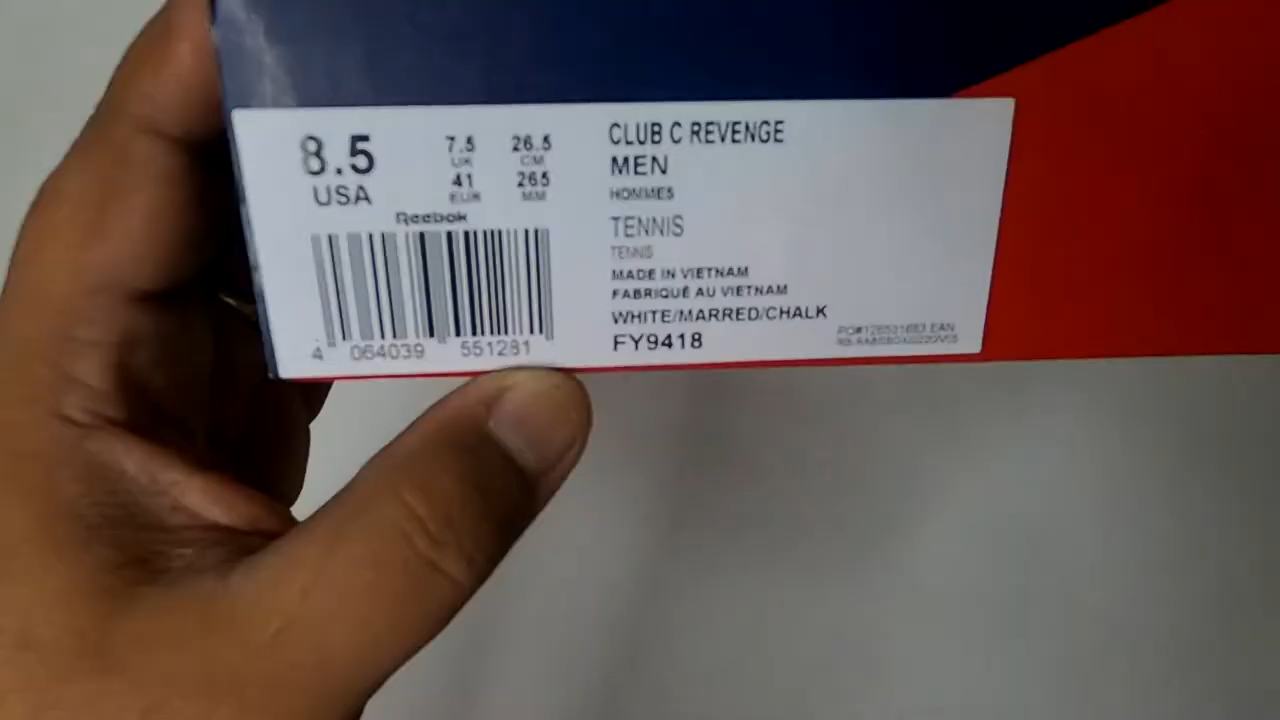 8.5
USA
7.5
UK
41
EUR
26.5
CM
265
MM
Reebok
4 064039 551281
CLUB C REVENGE
MEN
HOMMES
TENNIS
TENNIS
MADE IN VIETNAM
FABRIQUÉ AU VIETNAM
WHITE/MARRED/CHALK
FY9418